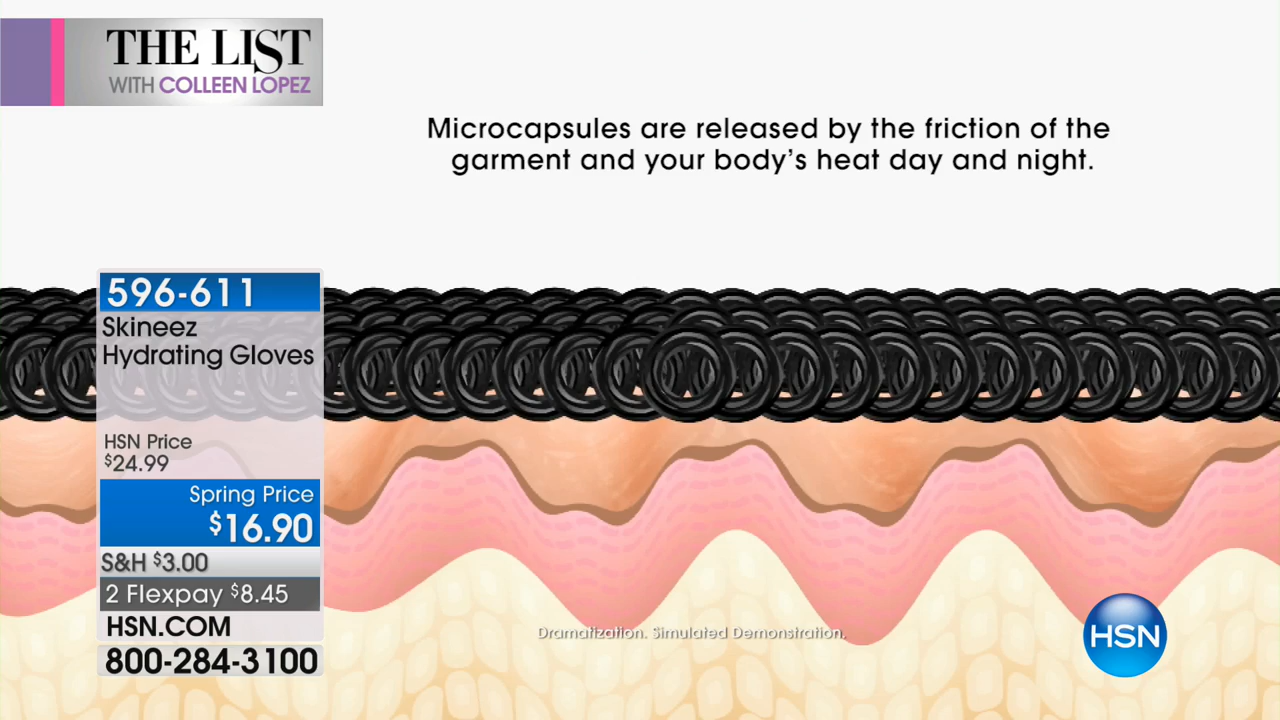 THE LIST
WITH COLLEEN LOPEZ
Microcapsules are released by the friction of the
garment and your body's heat day and night.
596-611
Skineez
Hydrating Gloves
HSN Price
$24.99
Spring Price
$16.90
S&H $3.00
2 Flexpay $8.45
HSN.COM
800-284-3100
Dramatization. Simulated Demonstration.
HSN